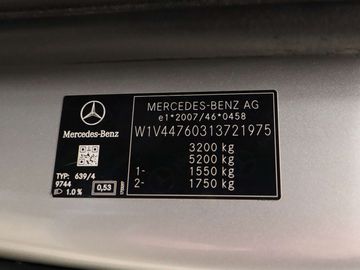 MERCEDES-BENZ AG
e1*2007/46*0458
W1V44760313721975
3200 kg
5200 kg
1- 1550 kg
2- 1750 kg
Mercedes-Benz
TYP: 639/4
9744
1.0 % 0,53